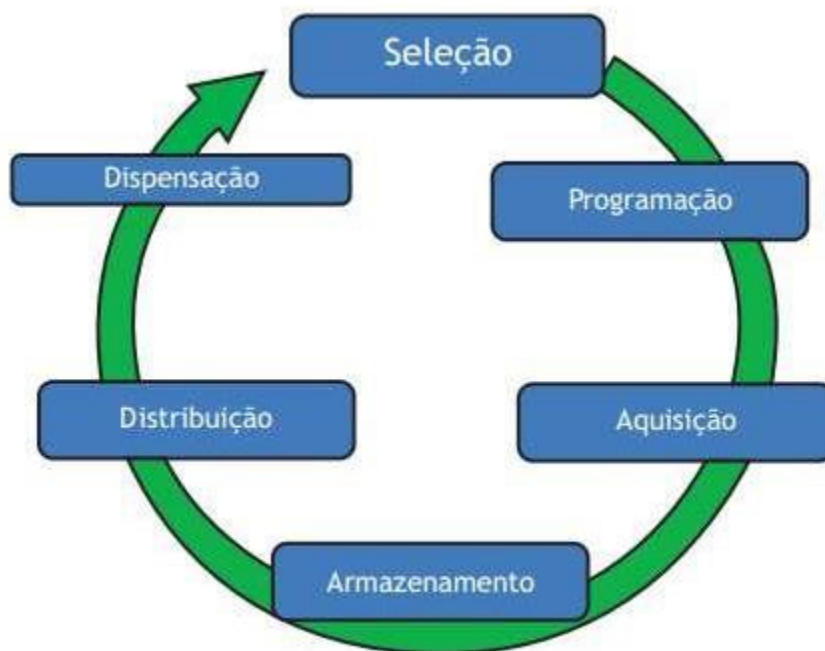 Seleção
Programação
Aquisição
Armazenamento
Distribuição
Dispensação